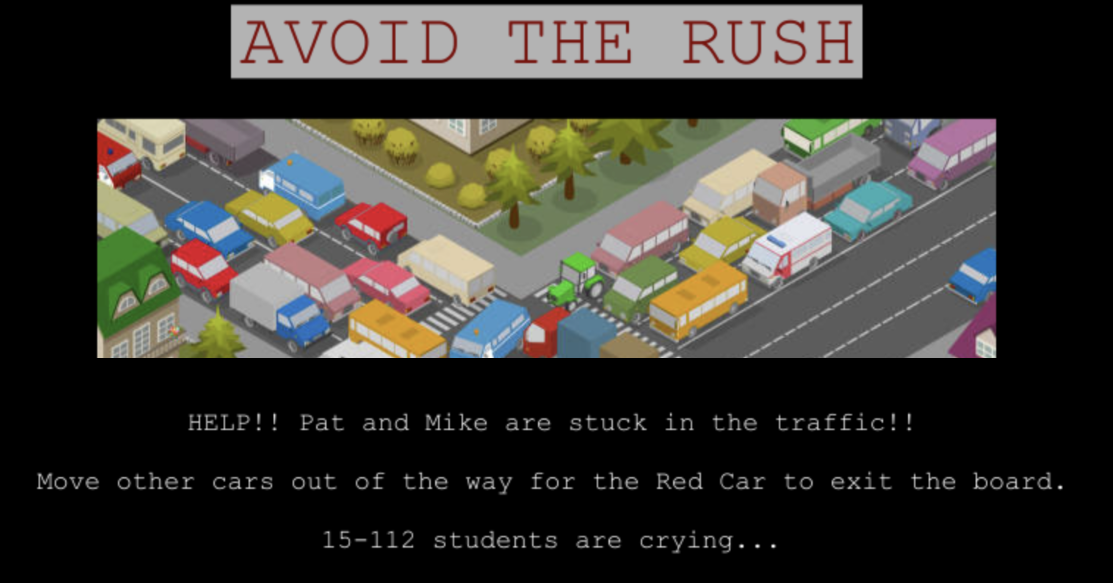 AVOID THE RUSH
HELP!! Pat and Mike are stuck in the traffic!!
Move other cars out of the way for the Red Car to exit the board.
15-112 students are crying...